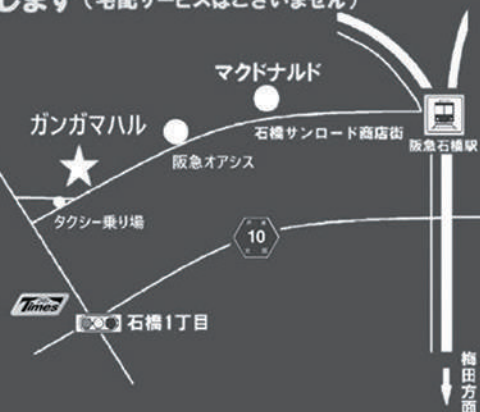 します（宅配サービスはございません）
マクドナルド
ガンガマハル
石橋サンロード商店街
阪急石橋駅
阪急オアシス
タクシー乗り場
10
Times
石橋1丁目
梅田方面